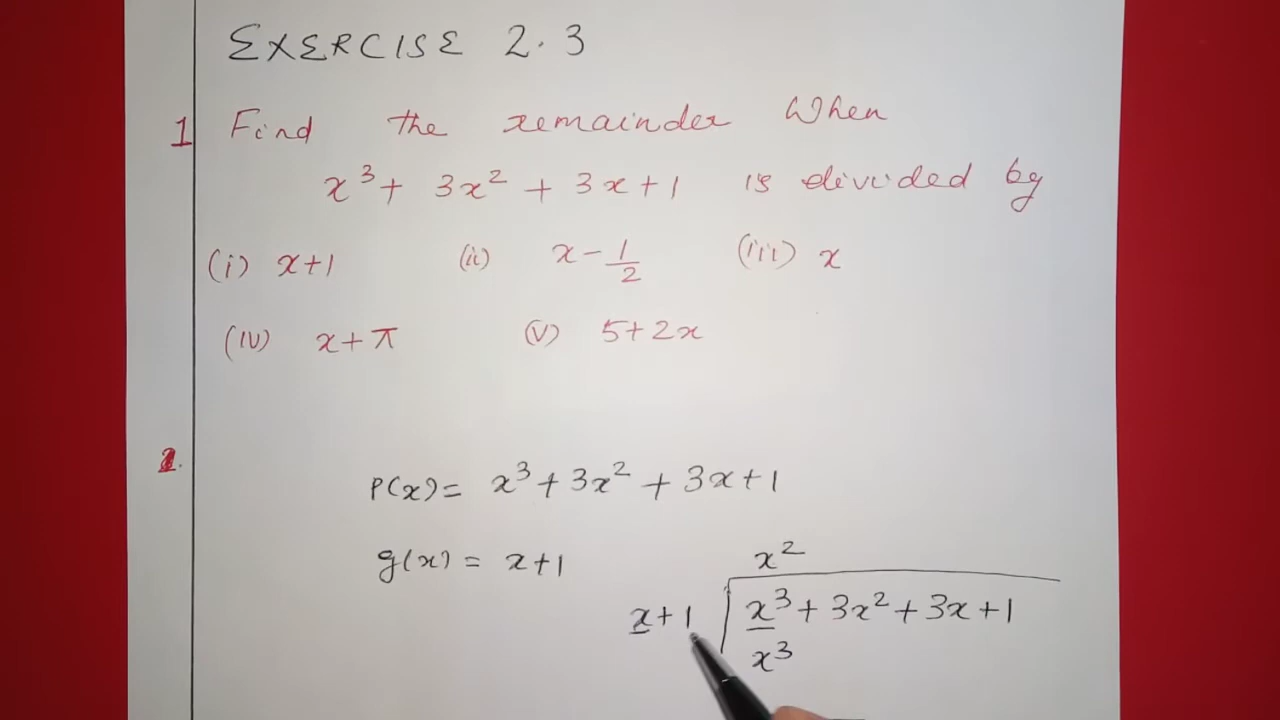 EXERCISE 2.3
1 Find the remainder When
x³ + 3x² + 3x + 1 is divided by
(i) x+1 (ii) x - 1/2 (iii) x
(iv) x + π (v) 5 + 2x
P(x) = x³ + 3x² + 3x + 1
g(x) = x + 1
x²
x + 1 x³ + 3x² + 3x + 1
x³